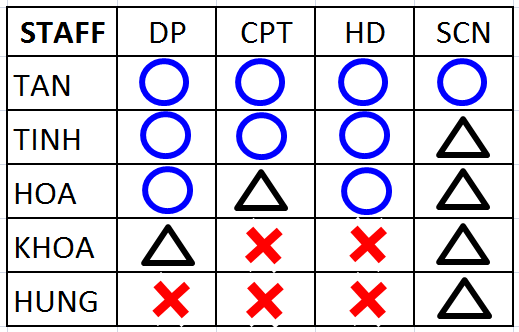 STAFF DP CPT HD SCN
TAN
TINH
HOA
KHOA
HUNG